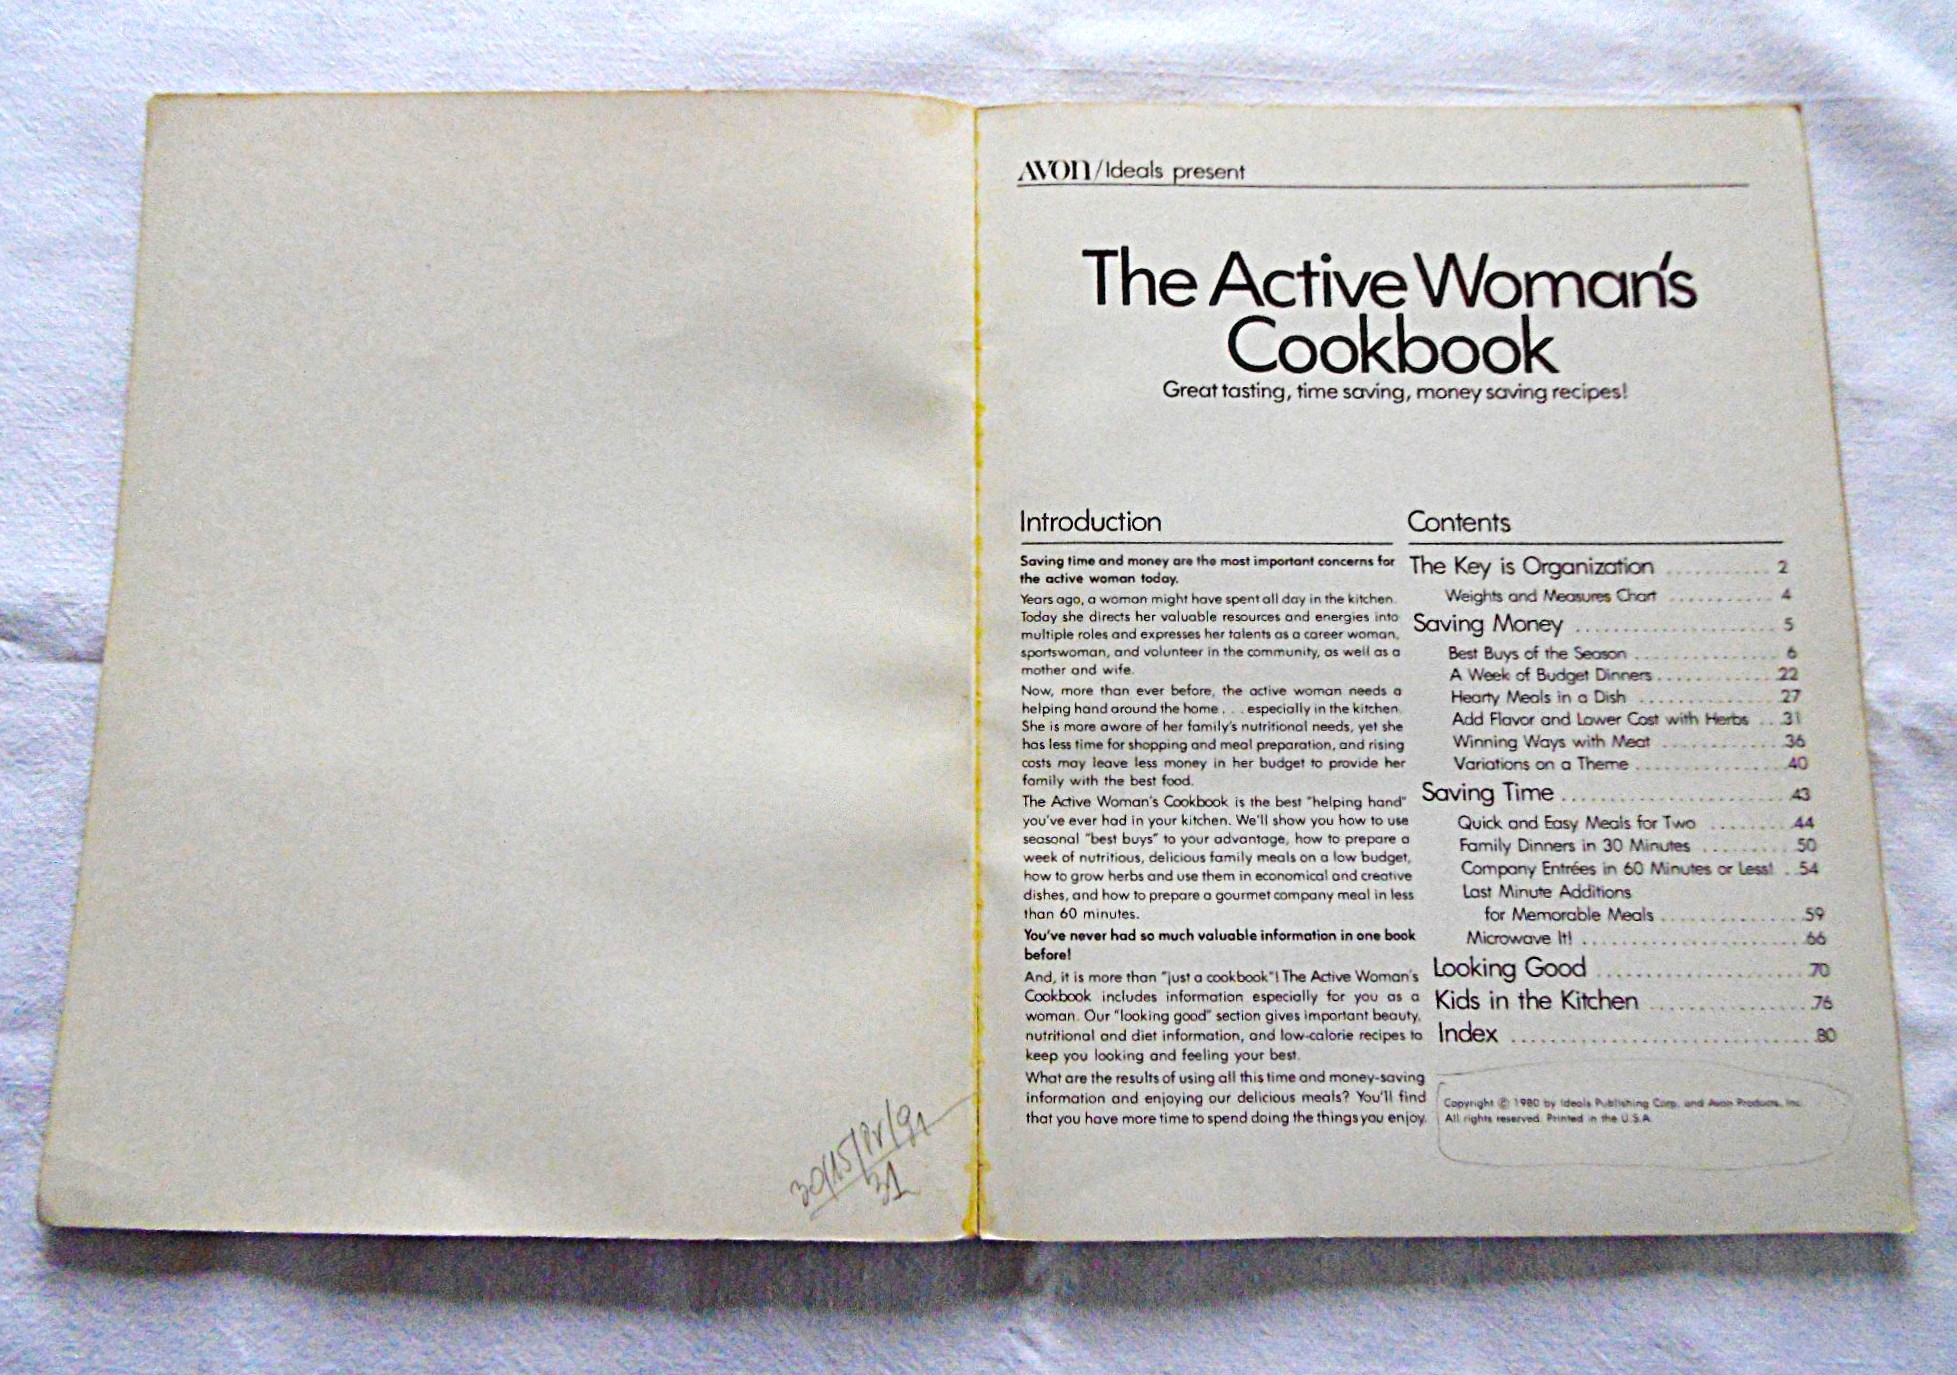 AVON/Ideals present
The Active Woman's
Cookbook
Great tasting, time saving, money saving recipes!
Introduction
Saving time and money are the most important concerns for
the active woman today.
Years ago, a woman might have spent all day in the kitchen.
Today she directs her valuable resources and energies into
multiple roles and expresses her talents as a career woman,
sportswoman, and volunteer in the community, as well as a
mother and wife.
Now, more than ever before, the active woman needs a
helping hand around the home . . . especially in the kitchen.
She is more aware of her family's nutritional needs, yet she
has less time for shopping and meal preparation, and rising
costs may leave less money in her budget to provide her
family with the best food.
The Active Woman's Cookbook is the best "helping hand"
you've ever had in your kitchen. We'll show you how to use
seasonal "best buys" to your advantage, how to prepare a
week of nutritious, delicious family meals on a low budget,
how to grow herbs and use them in economical and creative
dishes, and how to prepare a gourmet company meal in less
than 60 minutes.
You've never had so much valuable information in one book
before!
And, it is more than "just a cookbook"! The Active Woman's
Cookbook includes information especially for you as a
woman. Our "looking good" section gives important beauty,
nutritional and diet information, and low-calorie recipes to
keep you looking and feeling your best.
What are the results of using all this time and money-saving
information and enjoying our delicious meals? You'll find
that you have more time to spend doing the things you enjoy.
Contents
The Key is Organization .......... 2
Weights and Measures Chart .......... 4
Saving Money .......... 5
Best Buys of the Season .......... 6
A Week of Budget Dinners .......... 22
Hearty Meals in a Dish .......... 27
Add Flavor and Lower Cost with Herbs ... 31
Winning Ways with Meat .......... 36
Variations on a Theme .......... 40
Saving Time .......... 43
Quick and Easy Meals for Two .......... 44
Family Dinners in 30 Minutes .......... 50
Company Entrées in 60 Minutes or Less! .. 54
Last Minute Additions
for Memorable Meals .......... 59
Microwave It! .......... 66
Looking Good .......... 70
Kids in the Kitchen .......... 76
Index .......... 80
Copyright © 1980 by Ideals Publishing Corp. and Avon Products, Inc.
All rights reserved. Printed in the U.S.A.
31